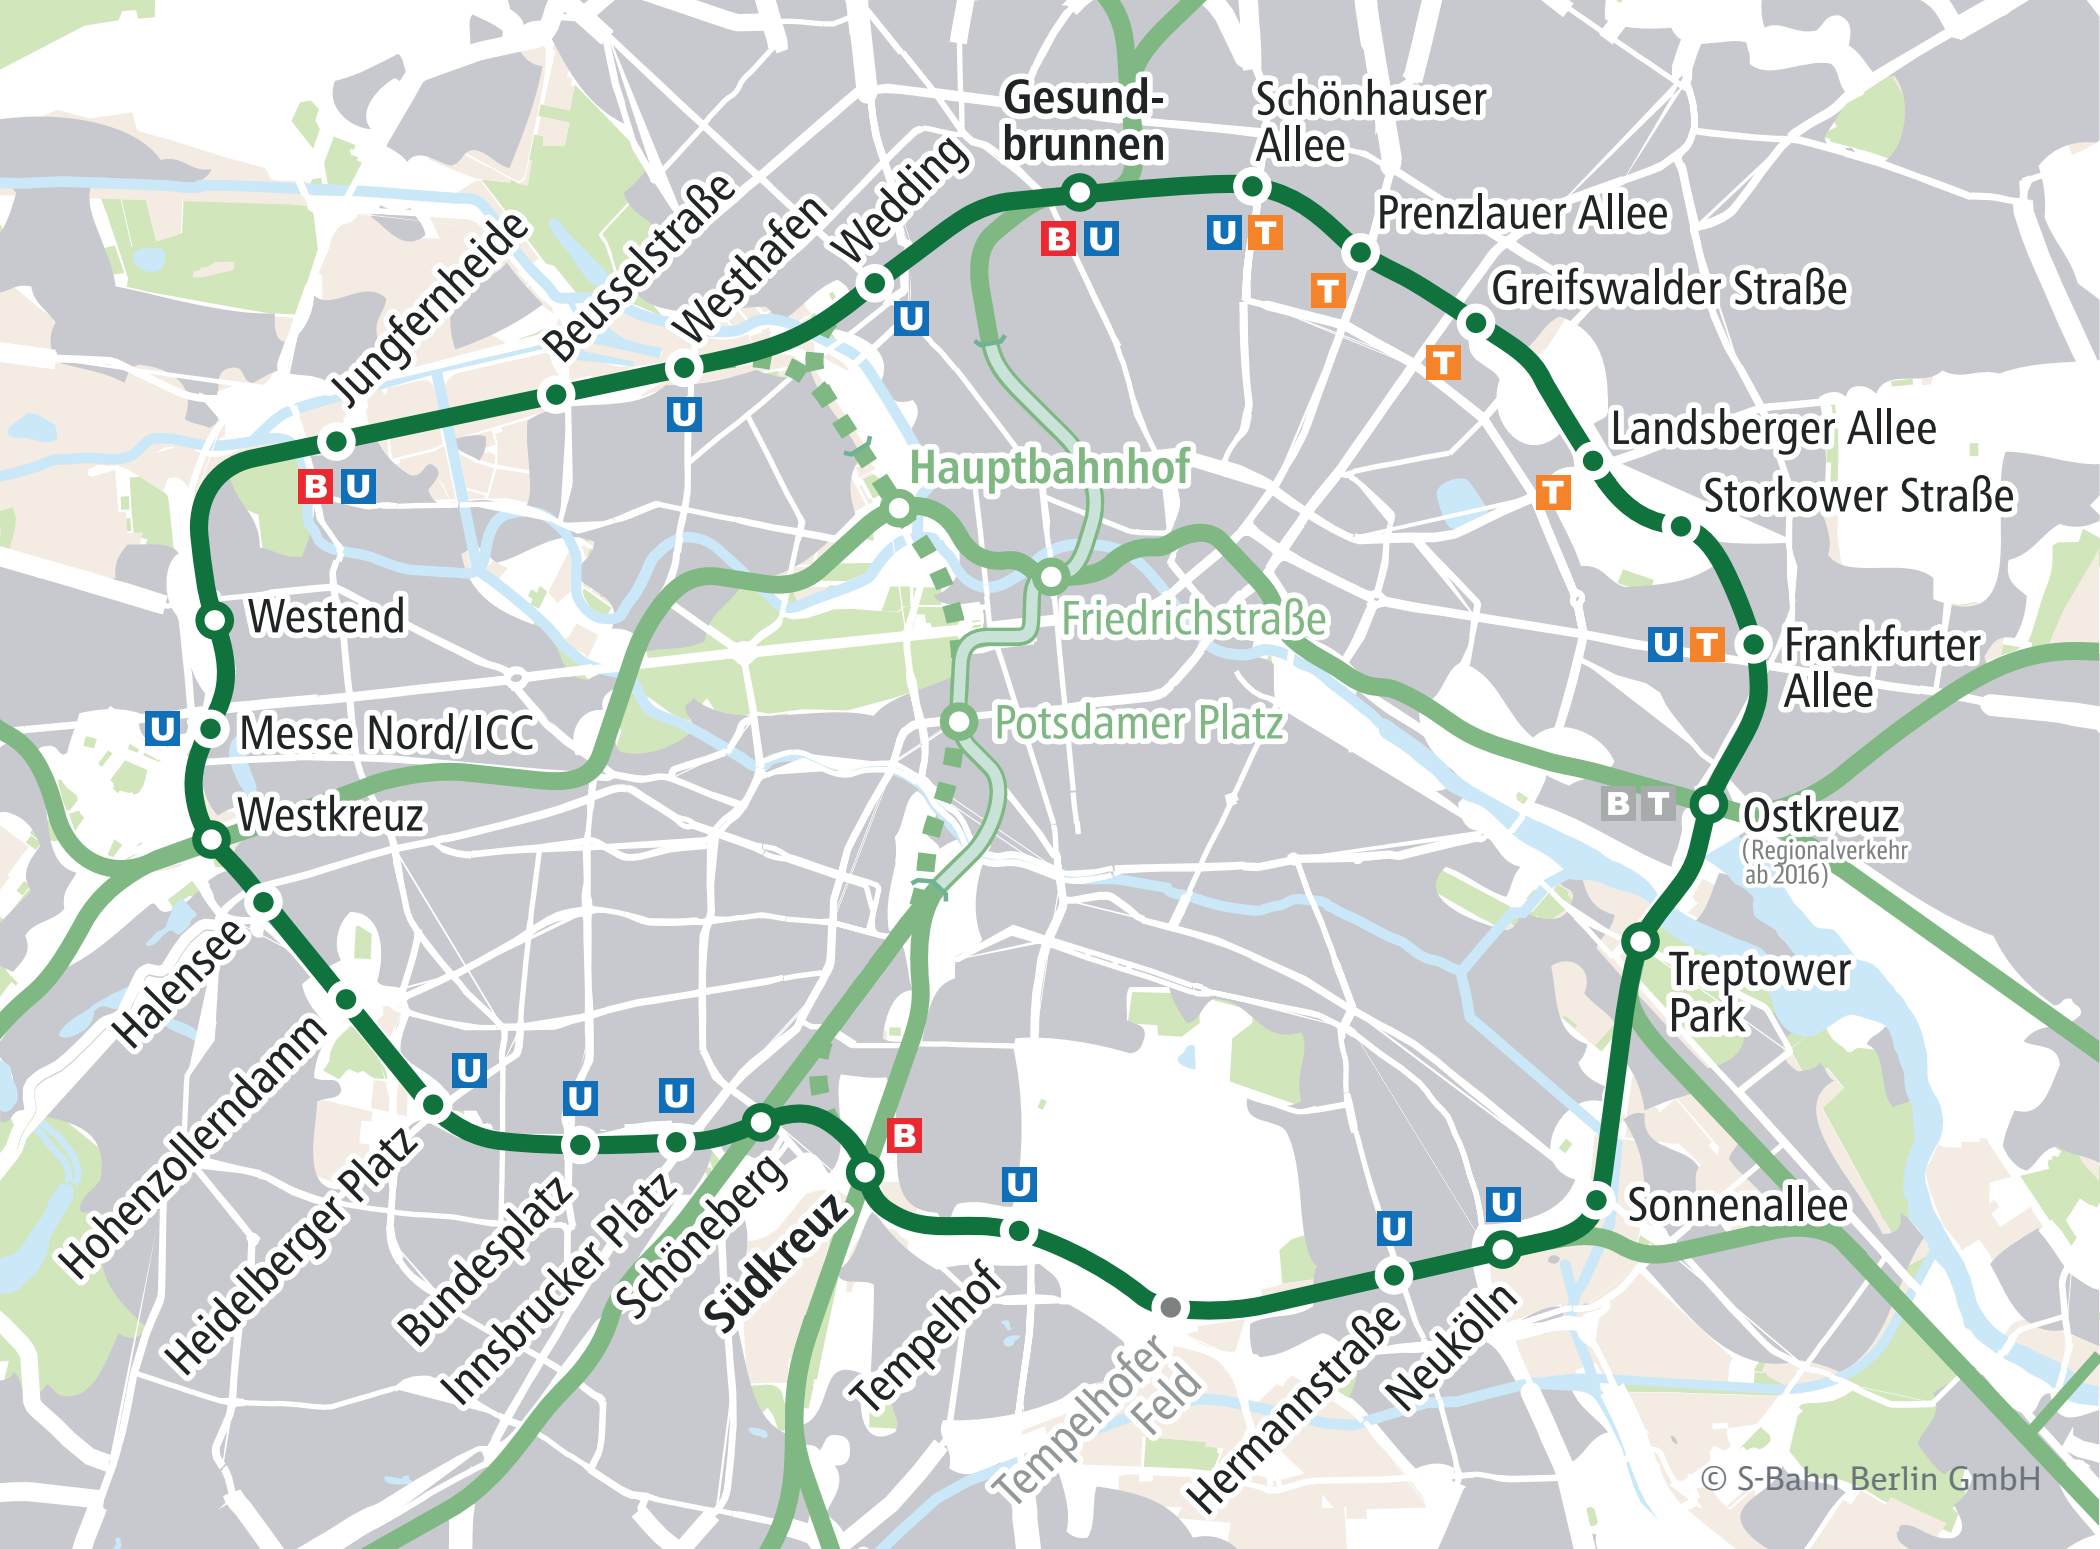 Gesund-
brunnen
B U
Schönhauser
Allee
U T
Prenzlauer Allee
T
Greifswalder Straße
T
Landsberger Allee
T
Storkower Straße
U T
Frankfurter
Allee
B T
Ostkreuz
(Regionalverkehr
ab 2016)
Treptower
Park
Sonnenallee
U
Neukölln
U
Hermannstraße
Tempelhofer
Feld
U
Tempelhof
B
Südkreuz
Schöneberg
U
Innsbrucker Platz
U
Bundesplatz
U
Heidelberger Platz
Hohenzollerndamm
Halensee
Westkreuz
U
Messe Nord/ICC
Westend
Jungfernheide
B U
Beusselstraße
Westhafen
U
Wedding
U
Hauptbahnhof
Friedrichstraße
Potsdamer Platz
© S-Bahn Berlin GmbH